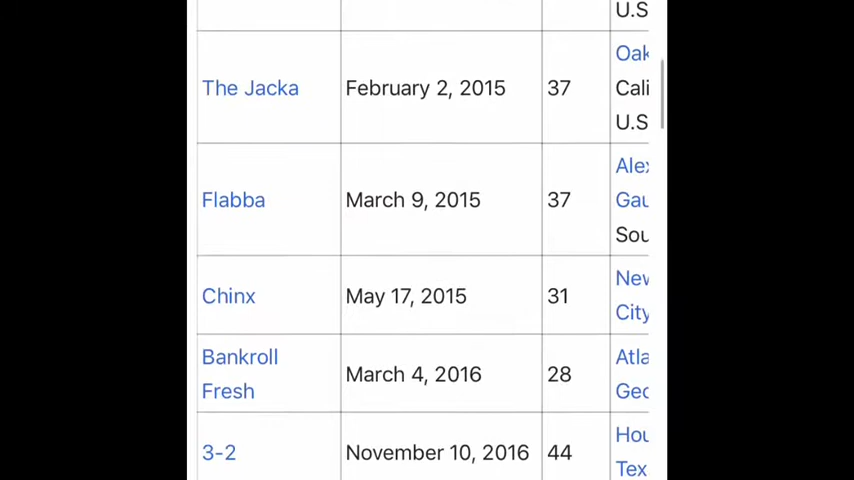 U.S
The Jacka February 2, 2015 37 Oak
Cali
U.S
Flabba March 9, 2015 37 Alex
Gau
Sou
Chinx May 17, 2015 31 New
City
Bankroll
Fresh March 4, 2016 28 Atla
Geo
3-2 November 10, 2016 44 Hou
Tex